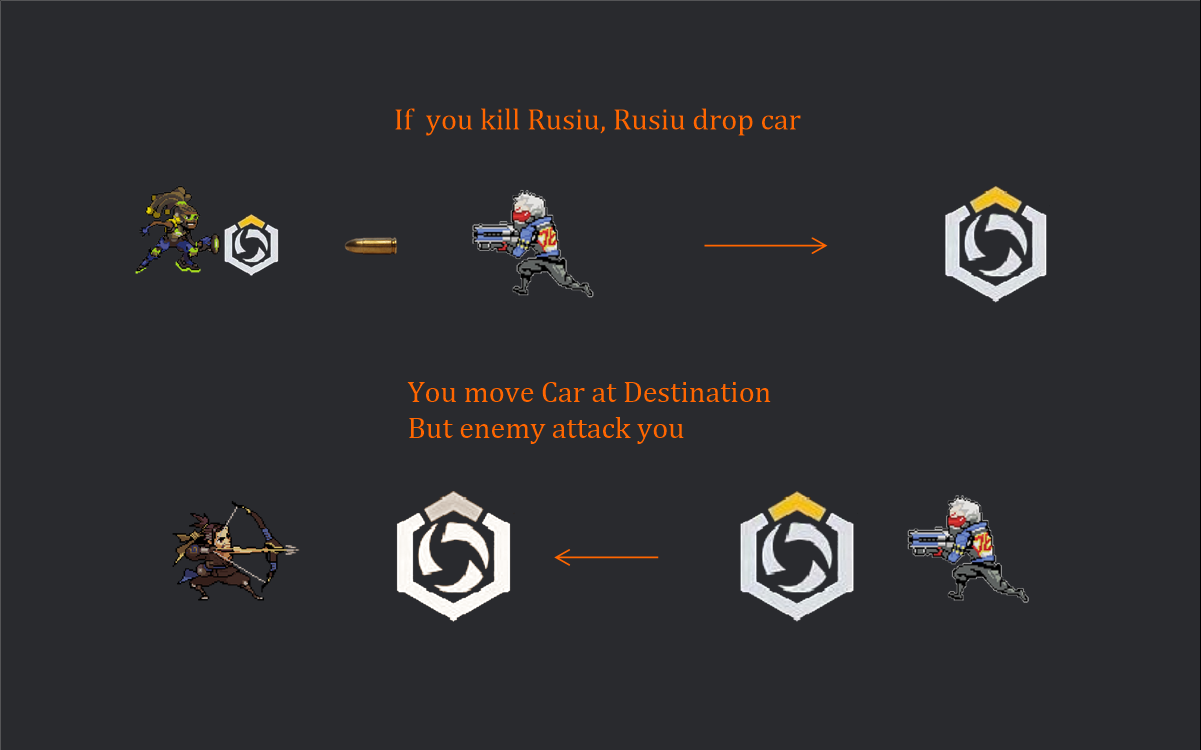 If  you kill Rusiu, Rusiu drop car
You move Car at Destination
But enemy attack you